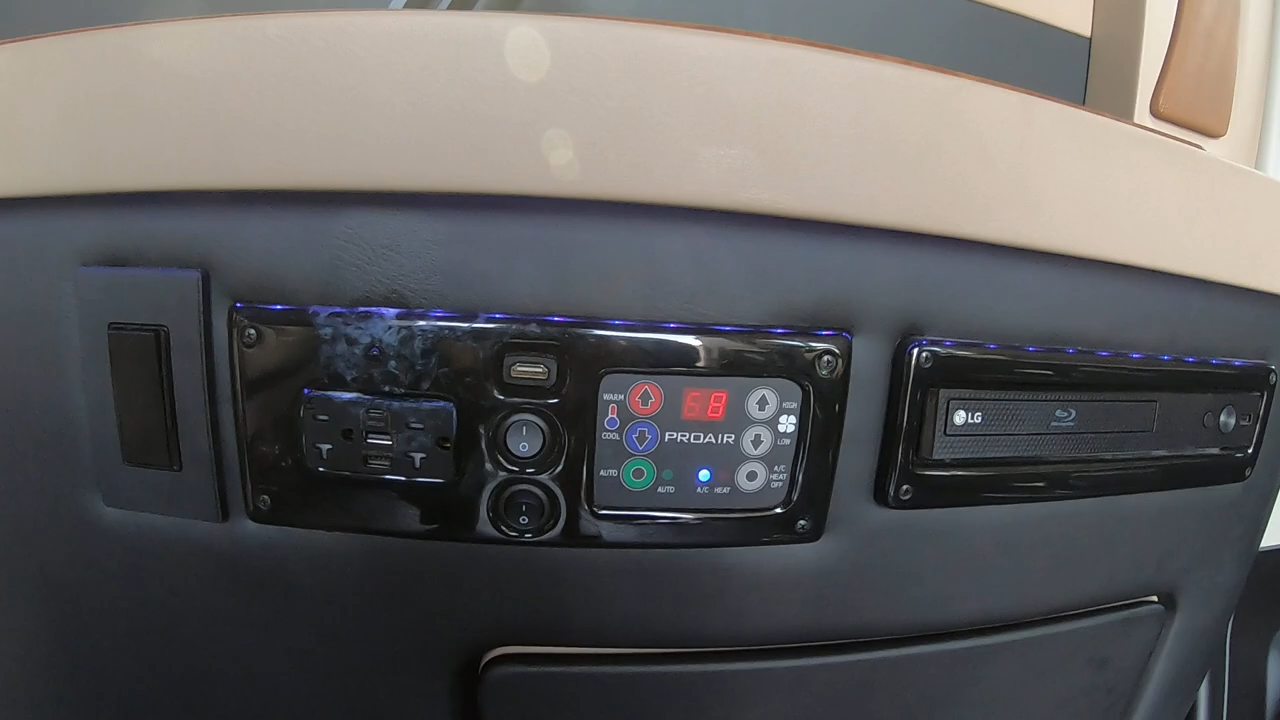 WARM
68
HIGH
COOL
PROAIR
LOW
AUTO
AUTO
A/C
HEAT
A/C
HEAT
OFF
LG